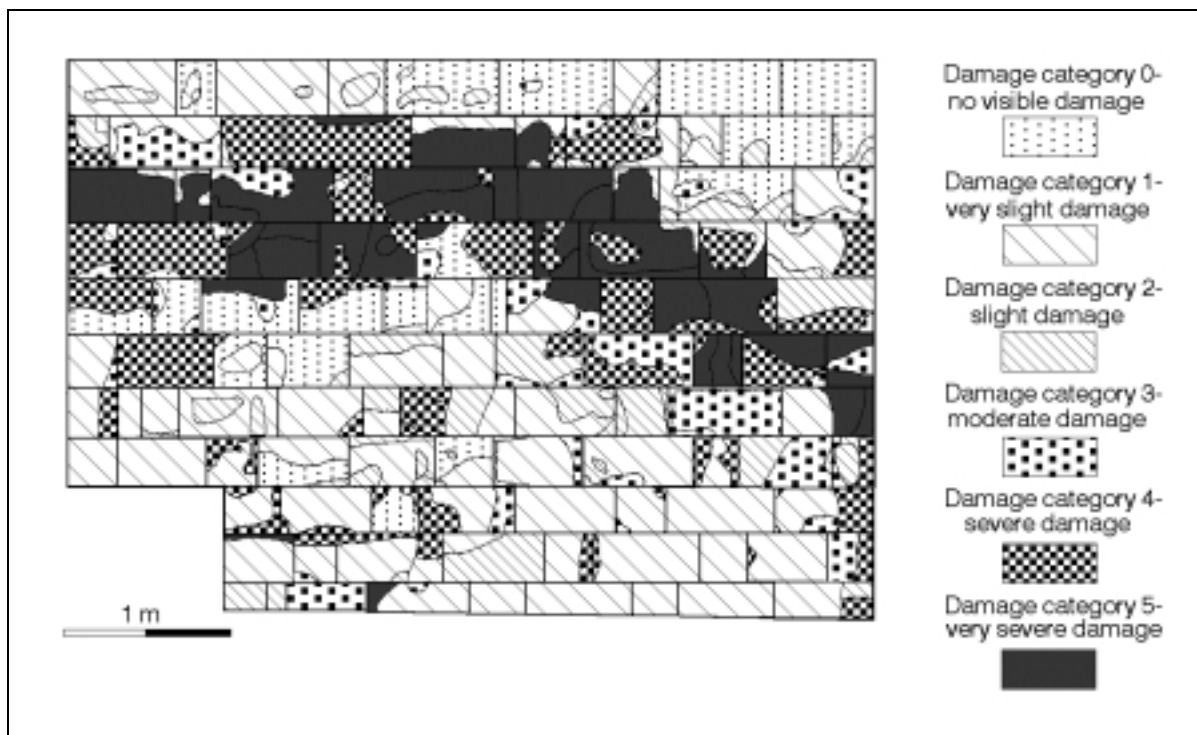 Damage category 0-
no visible damage
Damage category 1-
very slight damage
Damage category 2-
slight damage
Damage category 3-
moderate damage
Damage category 4-
severe damage
Damage category 5-
very severe damage
1 m